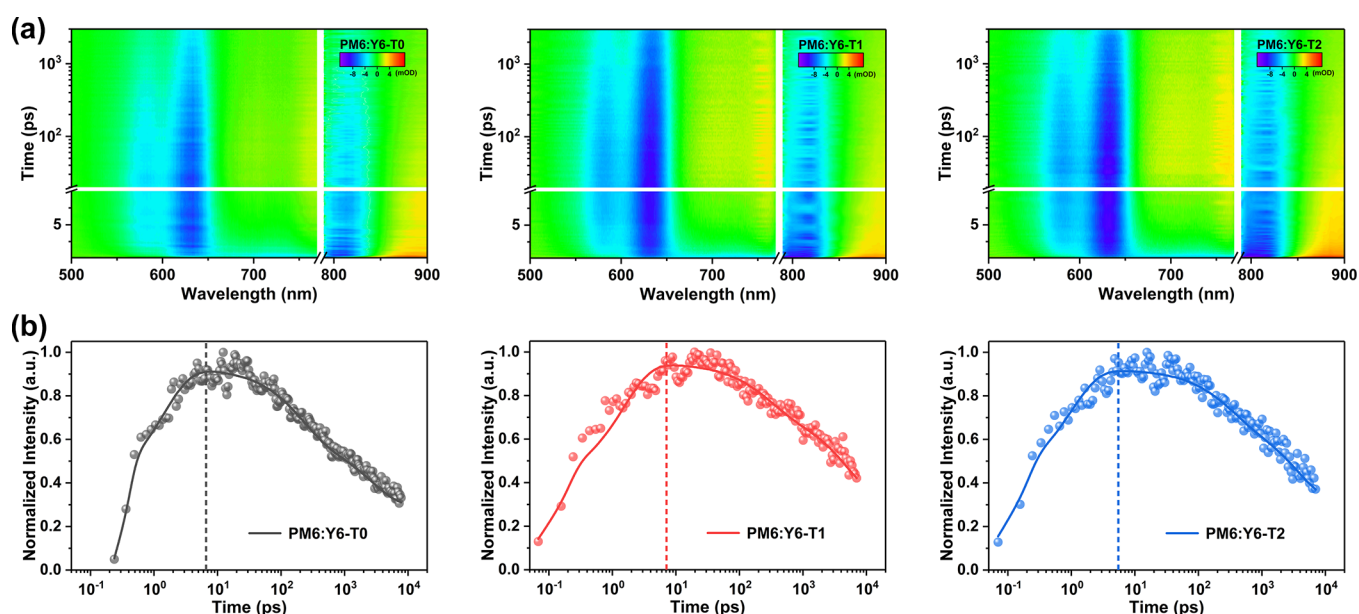 (a)
PM6:Y6-T0
-8 -4 0 4 (mOD)
10³
10²
5
Time (ps)
500 600 700 800 900
Wavelength (nm)
PM6:Y6-T1
-8 -4 0 4 (mOD)
10³
10²
5
Time (ps)
500 600 700 800 900
Wavelength (nm)
PM6:Y6-T2
-8 -4 0 4 (mOD)
10³
10²
5
Time (ps)
500 600 700 800 900
Wavelength (nm)
(b)
1.0
0.8
0.6
0.4
0.2
0.0
Normalized Intensity (a.u.)
PM6:Y6-T0
10⁻¹ 10⁰ 10¹ 10² 10³ 10⁴
Time (ps)
1.0
0.8
0.6
0.4
0.2
0.0
Normalized Intensity (a.u.)
PM6:Y6-T1
10⁻¹ 10⁰ 10¹ 10² 10³ 10⁴
Time (ps)
1.0
0.8
0.6
0.4
0.2
0.0
Normalized Intensity (a.u.)
PM6:Y6-T2
10⁻¹ 10⁰ 10¹ 10² 10³ 10⁴
Time (ps)